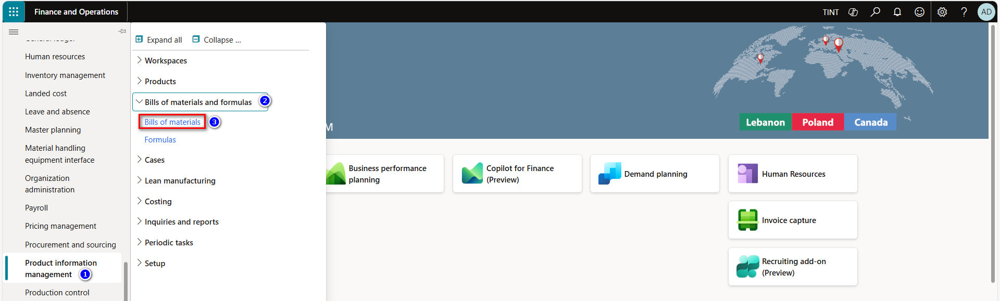 Finance and Operations
TINT
AD
General ledger
Human resources
Inventory management
Landed cost
Leave and absence
Master planning
Material handling
equipment interface
Organization
administration
Payroll
Pricing management
Procurement and sourcing
Product information
management 1
Production control
Expand all Collapse ...
Workspaces
Products
Bills of materials and formulas 2
Bills of materials 3
Formulas
Cases
Lean manufacturing
Costing
Inquiries and reports
Periodic tasks
Setup
M
Lebanon Poland Canada
Business performance
planning
Copilot for Finance
(Preview)
Demand planning
Human Resources
Invoice capture
Recruiting add-on
(Preview)